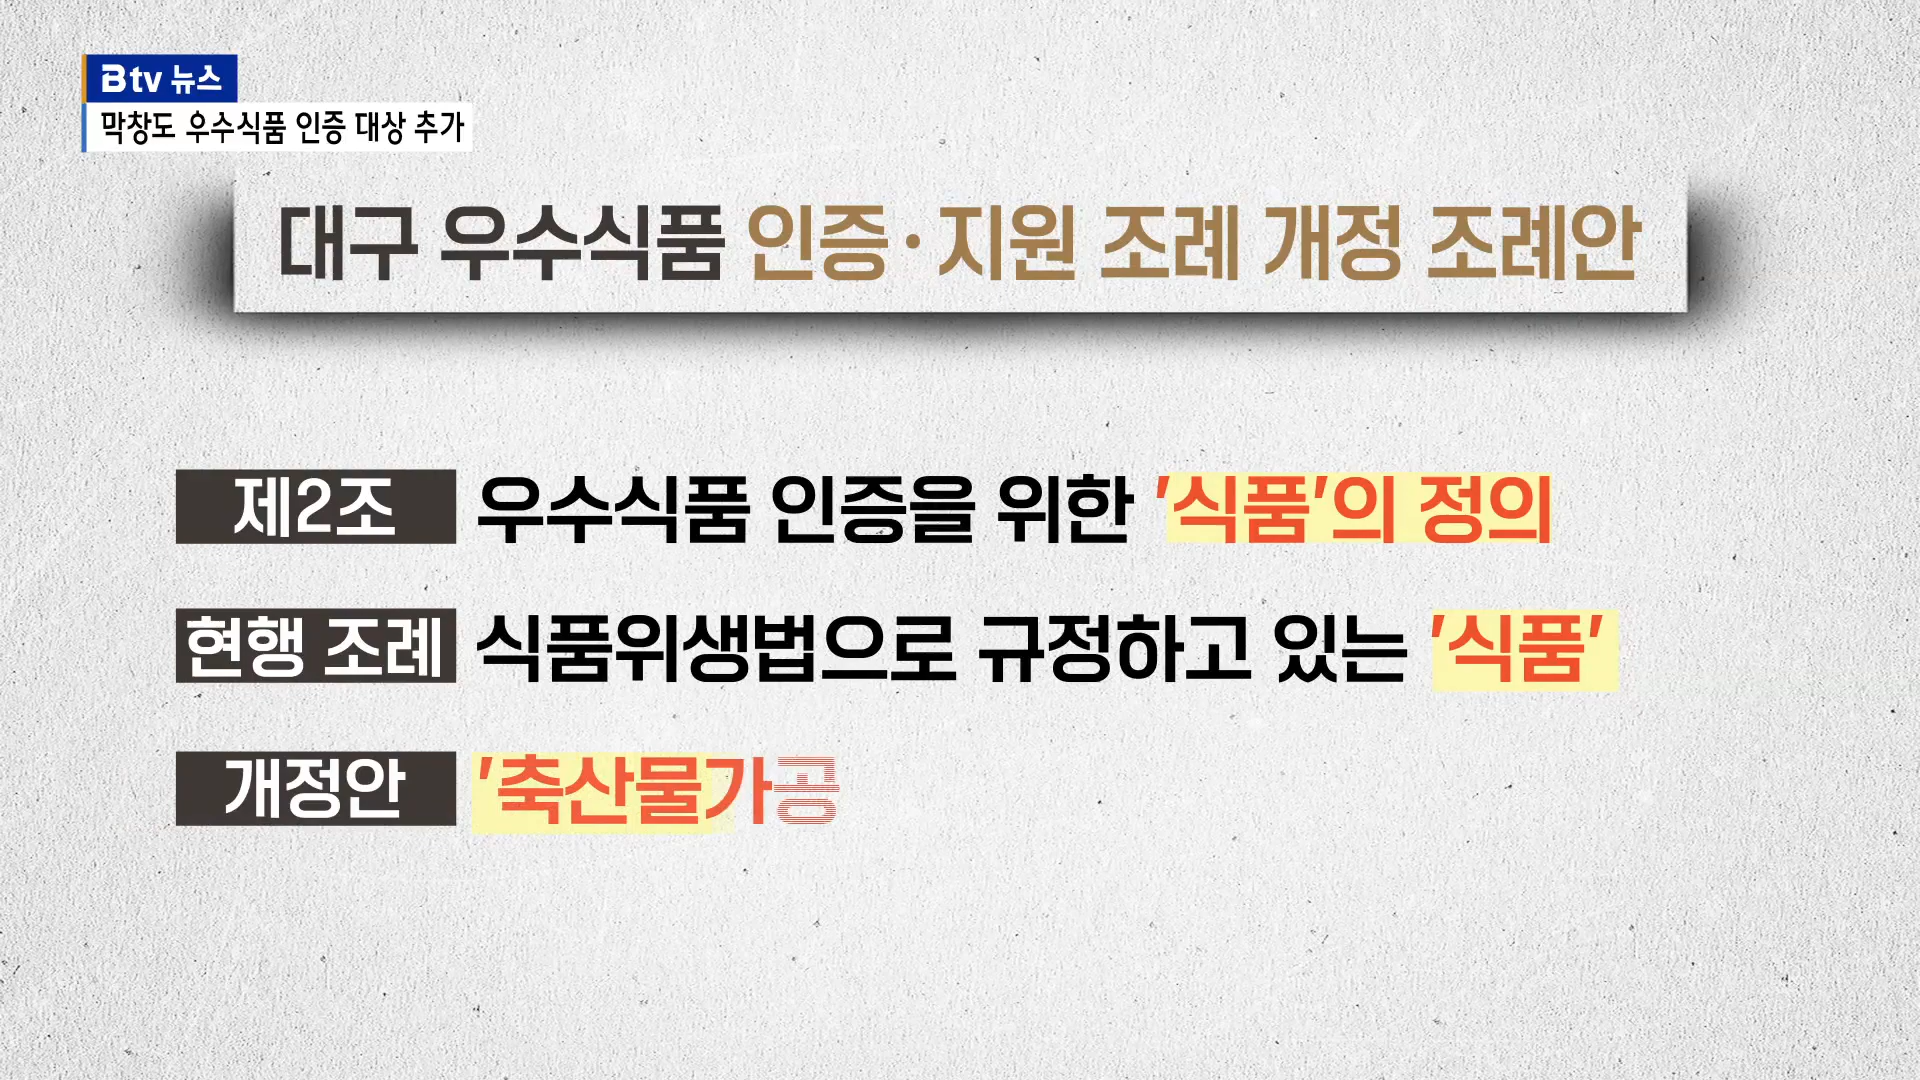 Btv 뉴스
막창도 우수식품 인증 대상 추가
대구 우수식품 인증·지원 조례 개정 조례안
제2조 우수식품 인증을 위한 '식품'의 정의
현행 조례 식품위생법으로 규정하고 있는 '식품'
개정안 '축산물가공